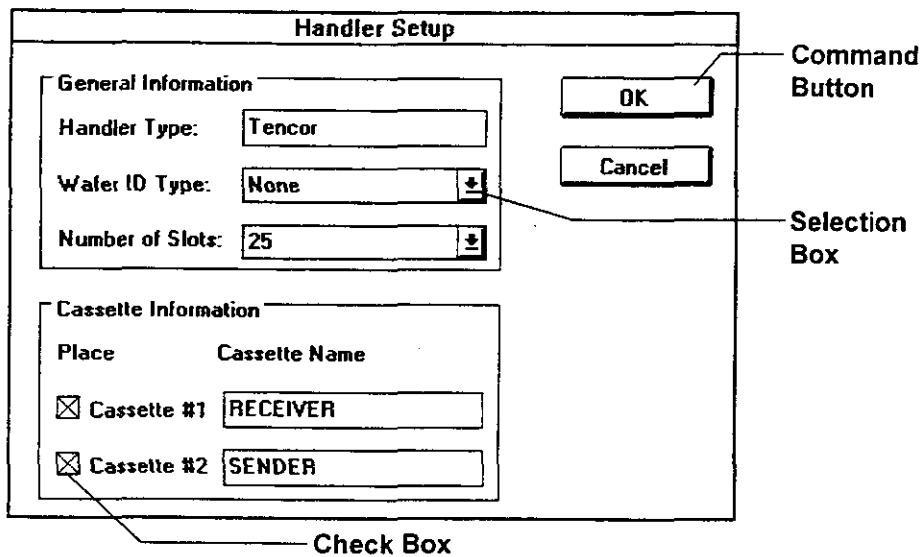 Handler Setup
General Information
Handler Type: Tencor
Wafer ID Type: None
Number of Slots: 25
OK
Cancel
Command
Button
Selection
Box
Cassette Information
Place Cassette Name
Cassette #1 RECEIVER
Cassette #2 SENDER
Check Box